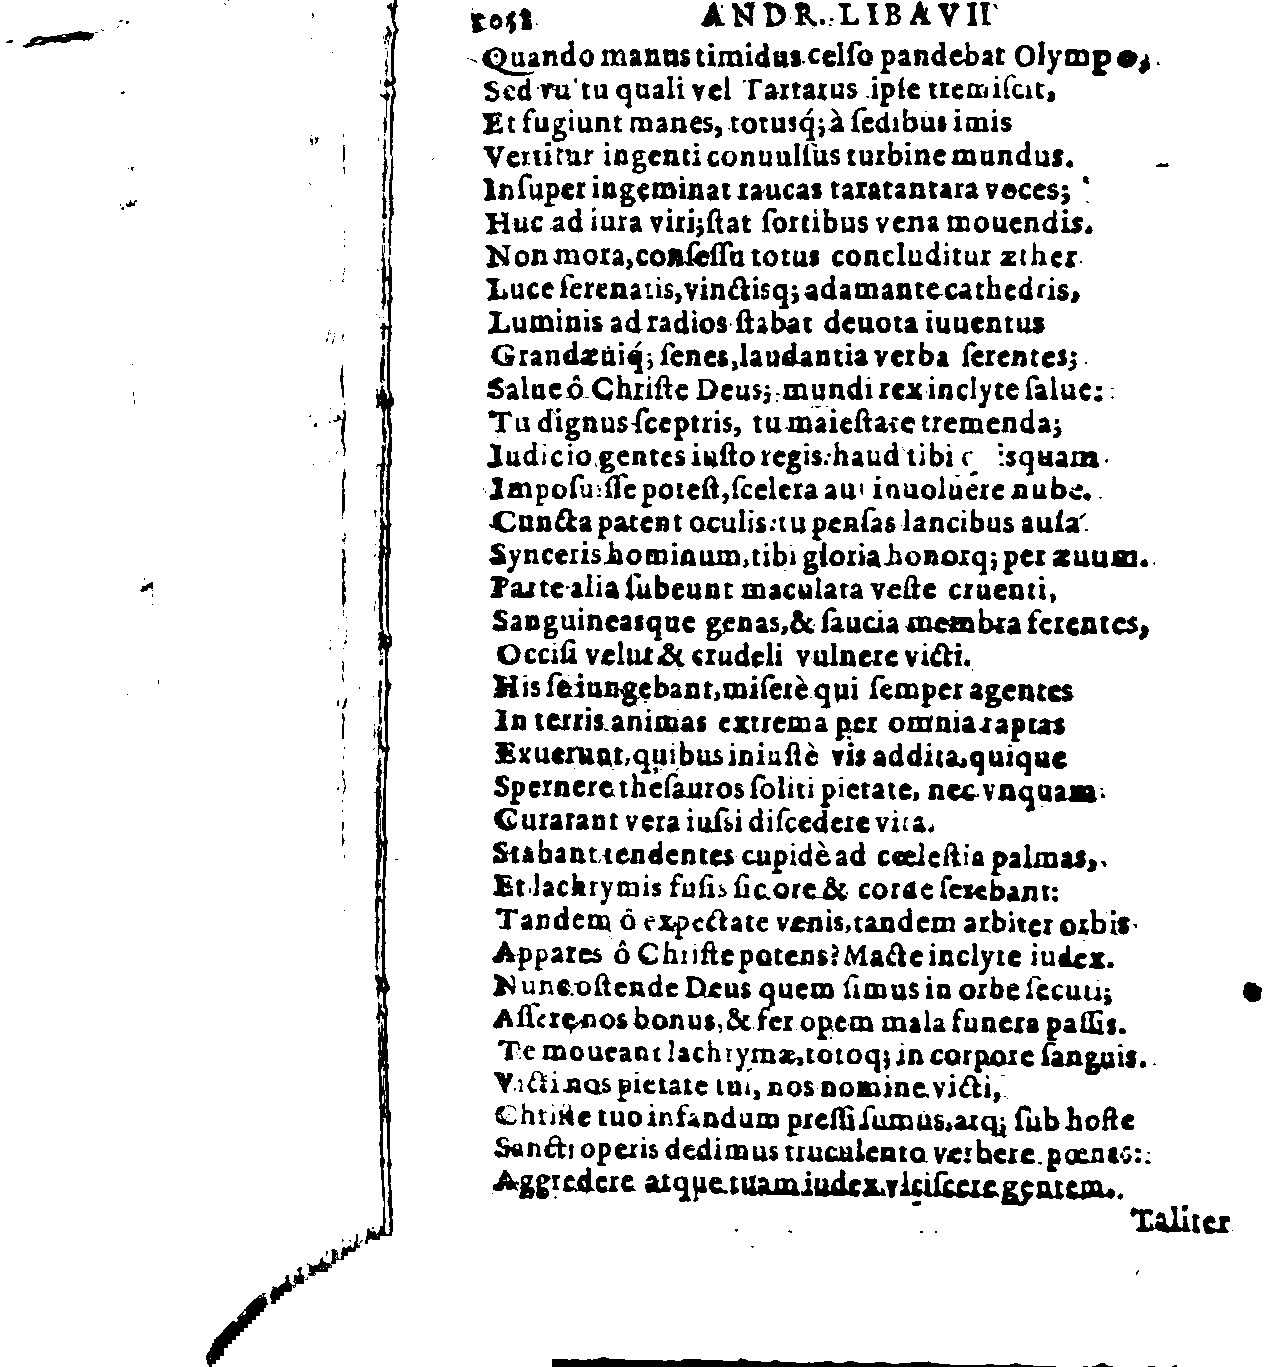 1052 ANDR. LIBAVII
Quando manus timidus celſo pandebat Olympo,
Sed ru tu quali vel Tartarus ipſe tremiſcit,
Et fugiunt manes, totusq́; à ſedibus imis
Vertitur ingenti conuulſus turbine mundus.
Inſuper ingeminat raucas taratantara voces;
Huc ad iura viri; ſtat ſortibus vena mouendis.
Non mora, conſeſſu totus concluditur æther
Luce ſerenatis, vinctisq; adamante cathedris,
Luminis ad radios ſtabat deuota iuuentus
Grandæuiq́; ſenes, laudantia verba ferentes;
Salue ô Chriſte Deus; mundi rex inclyte ſalue:
Tu dignus ſceptris, tu maieſtate tremenda;
Iudicio gentes iuſto regis: haud tibi
Impoſuiſſe poteſt, ſcelera aut inuoluere nube.
Cuncta patent oculis: tu penſas lancibus auſa
Synceris hominum, tibi gloria honorq; per æuum.
Parte alia ſubeunt maculata veſte cruenti,
Sanguineasque genas, & ſaucia membra ferentes,
Occiſi velut & crudeli vulnere victi.
His ſe iungebant, miſerè qui ſemper agentes
In terris animas extrema per omnia raptas
Exuerunt, quibus iniuſtè vis addita, quique
Spernere theſauros ſoliti pietate, nec vnquam
Curarant vera iuſsi diſcedere vita.
Stabant tendentes cupidè ad cœleſtia palmas,
Et lachrymis fuſis ſic ore & corde ferebant:
Tandem ô expectate venis, tandem arbiter orbis
Appares ô Chriſte potens? Macte inclyte iudex.
Nunc oſtende Deus quem ſimus in orbe ſecuti;
Aſſere nos bonus, & fer opem mala funera paſſis.
Te moueant lachrymæ, totoq; in corpore ſanguis.
Victi nos pietate tui, nos nomine victi,
Chriſte tuo infandum preſſi ſumus, atq; ſub hoſte
Sancti operis dedimus truculento verbere pœnas:
Aggredere atque tuam iudex vlciſcere gentem.
Taliter